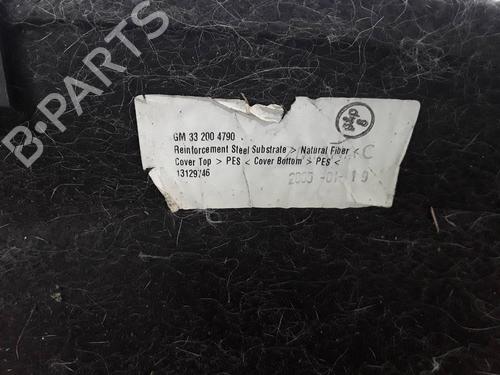 B-PARTS
GM 33 200 4790
Reinforcement Steel Substrate > Natural Fiber <
Cover Top > PES < Cover Bottom > PES <
13129746
C